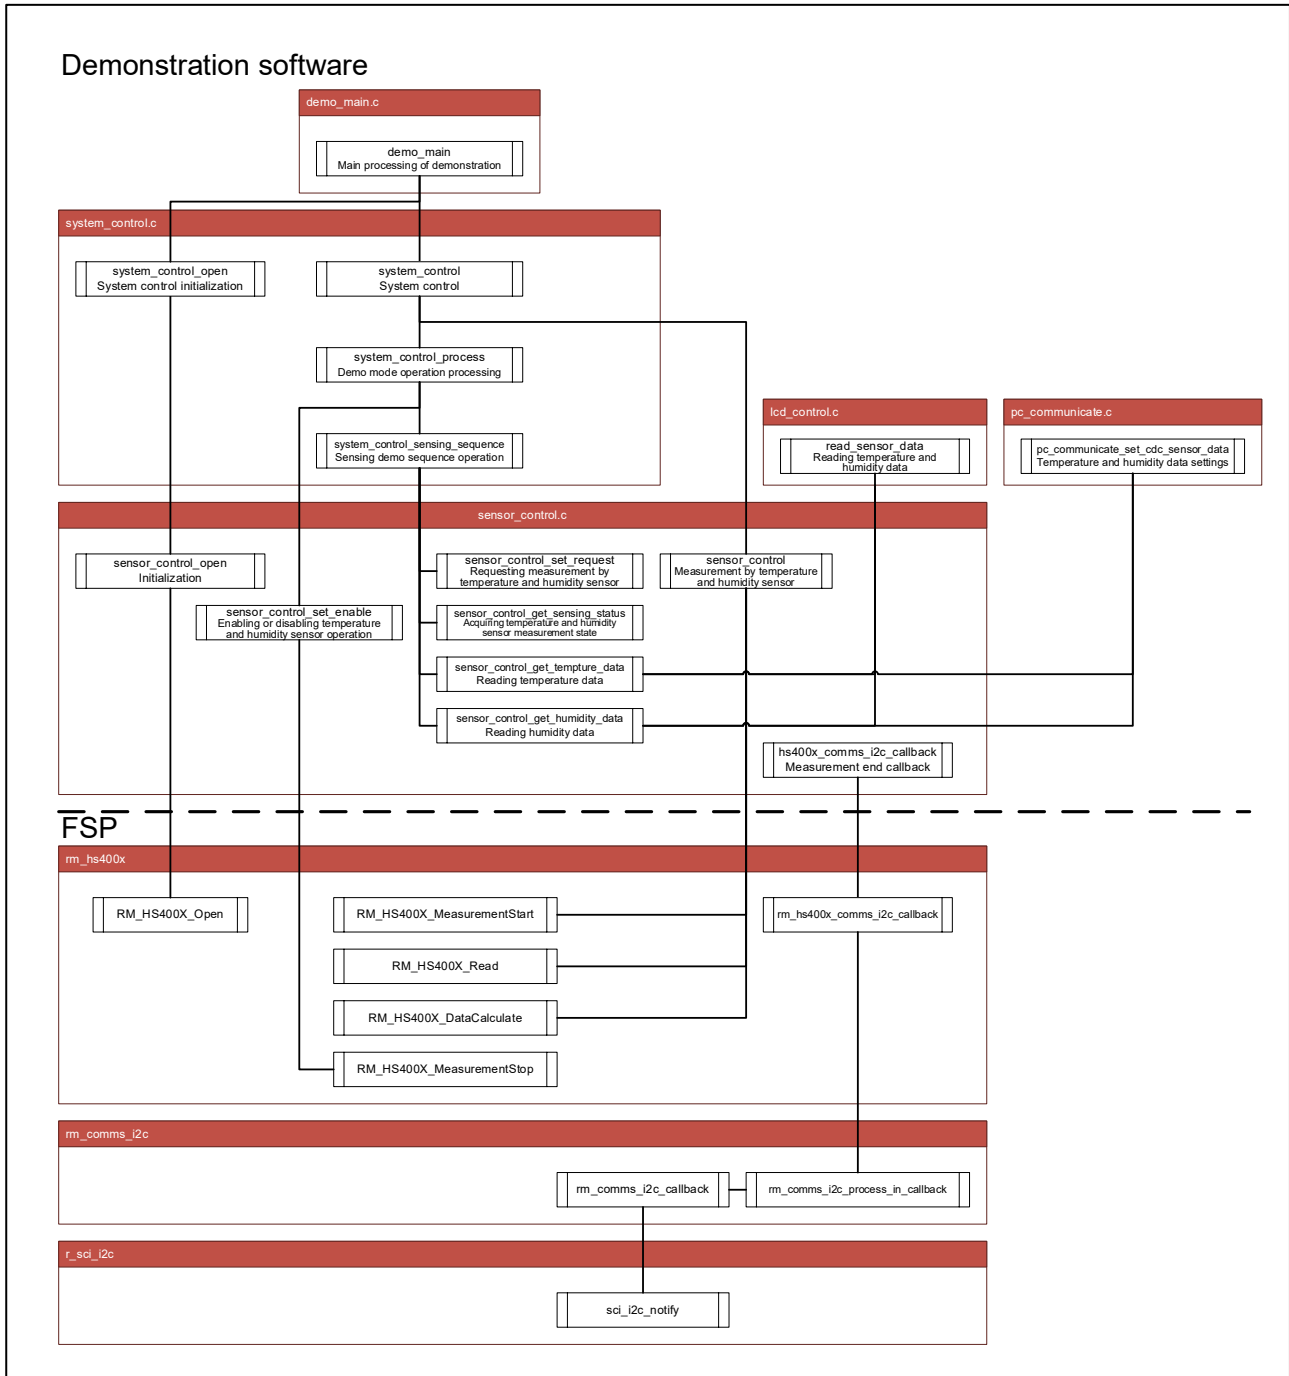 Demonstration software
demo_main.c
demo_main
Main processing of demonstration
system_control.c
system_control_open
System control initialization
system_control
System control
system_control_process
Demo mode operation processing
system_control_sensing_sequence
Sensing demo sequence operation
lcd_control.c
read_sensor_data
Reading temperature and
humidity data
pc_communicate.c
pc_communicate_set_cdc_sensor_data
Temperature and humidity data settings
sensor_control.c
sensor_control_open
Initialization
sensor_control_set_enable
Enabling or disabling temperature
and humidity sensor operation
sensor_control_set_request
Requesting measurement by
temperature and humidity sensor
sensor_control_get_sensing_status
Acquiring temperature and humidity
sensor measurement state
sensor_control_get_tempture_data
Reading temperature data
sensor_control_get_humidity_data
Reading humidity data
sensor_control
Measurement by temperature
and humidity sensor
hs400x_comms_i2c_callback
Measurement end callback
FSP
rm_hs400x
RM_HS400X_Open
RM_HS400X_MeasurementStart
RM_HS400X_Read
RM_HS400X_DataCalculate
RM_HS400X_MeasurementStop
rm_hs400x_comms_i2c_callback
rm_comms_i2c
rm_comms_i2c_callback
rm_comms_i2c_process_in_callback
r_sci_i2c
sci_i2c_notify